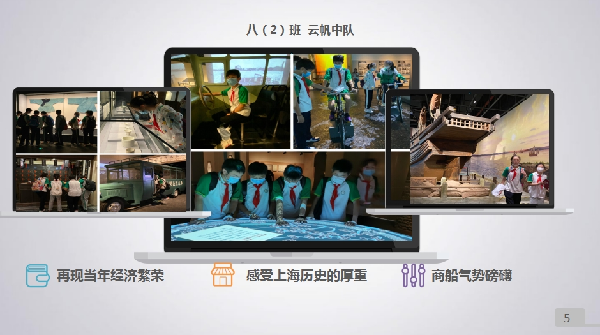 八（2）班 云帆中队
再现当年经济繁荣
感受上海历史的厚重
商船气势磅礴
5